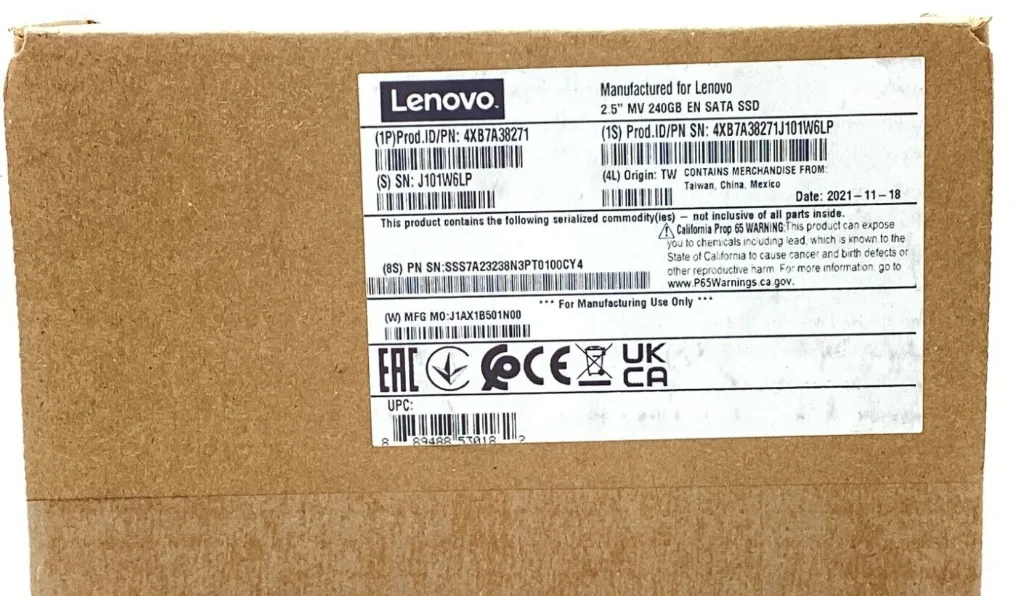 Lenovo
Manufactured for Lenovo
2.5" MV 240GB EN SATA SSD
(1P)Prod.ID/PN: 4XB7A38271
(1S) Prod.ID/PN SN: 4XB7A38271J101W6LP
(S) SN: J101W6LP
(4L) Origin: TW CONTAINS MERCHANDISE FROM:
Taiwan, China, Mexico
Date: 2021-11-18
This product contains the following serialized commodity(ies) – not inclusive of all parts inside.
California Prop 65 WARNING:This product can expose
you to chemicals including lead, which is known to the
State of California to cause cancer and birth defects or
other reproductive harm. For more information, go to
www.P65Warnings.ca.gov.
(8S) PN SN:SSS7A23238N3PT0100CY4
*** For Manufacturing Use Only ***
(W) MFG MO:J1AX1B501N00
EAC CE UK
CA
UPC:
8 89488 53018 2